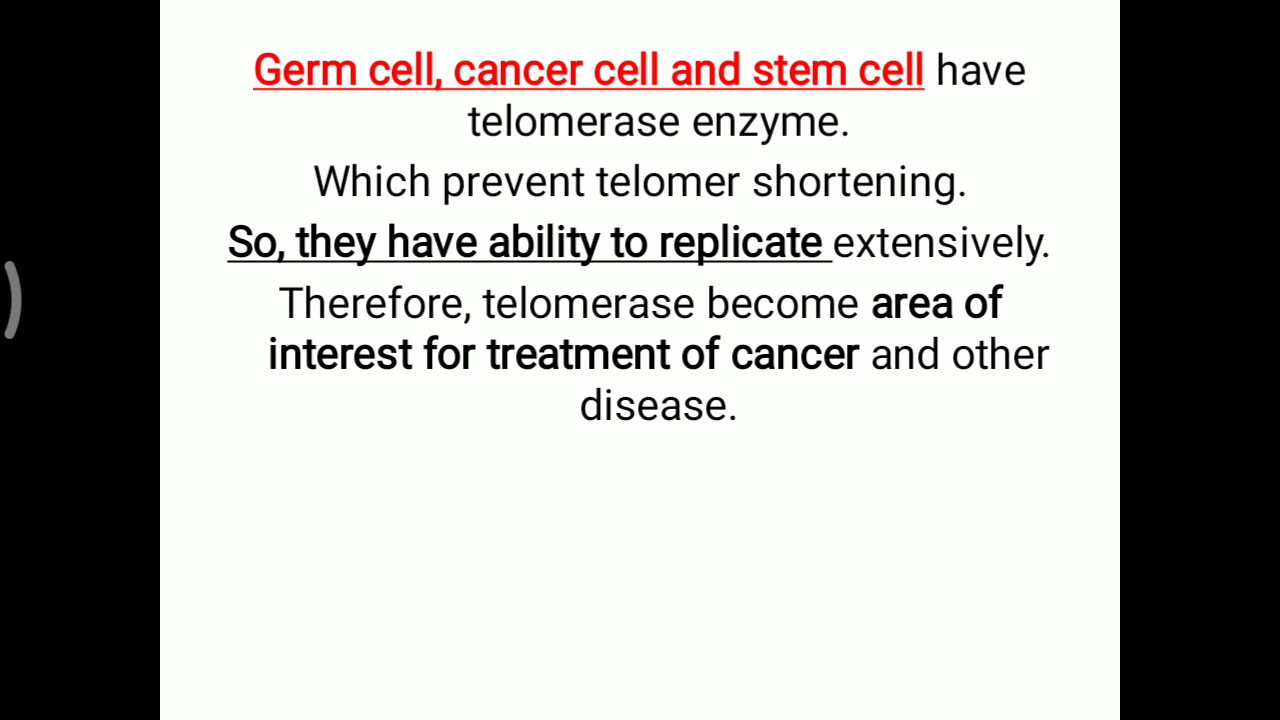 Germ cell, cancer cell and stem cell have
telomerase enzyme.
Which prevent telomer shortening.
So, they have ability to replicate extensively.
Therefore, telomerase become area of
interest for treatment of cancer and other
disease.